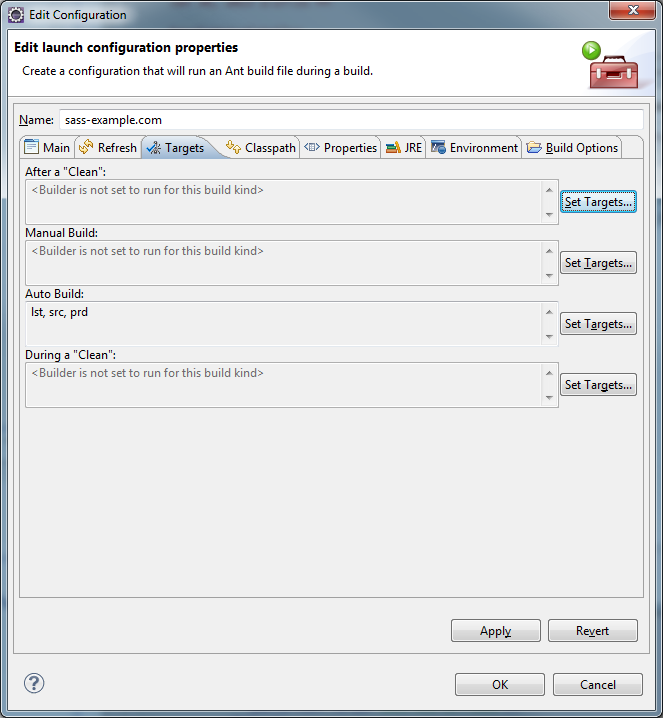 Edit Configuration
Edit launch configuration properties
Create a configuration that will run an Ant build file during a build.
Name: sass-example.com
Main Refresh Targets Classpath Properties JRE Environment Build Options
After a "Clean":
<Builder is not set to run for this build kind>
Set Targets...
Manual Build:
<Builder is not set to run for this build kind>
Set Targets...
Auto Build:
lst, src, prd
Set Targets...
During a "Clean":
<Builder is not set to run for this build kind>
Set Targets...
Apply Revert
? OK Cancel